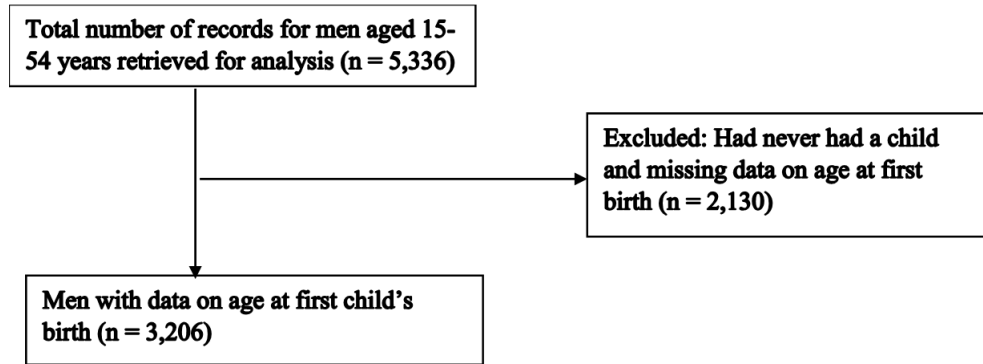 Total number of records for men aged 15-
54 years retrieved for analysis (n = 5,336)
Excluded: Had never had a child
and missing data on age at first
birth (n = 2,130)
Men with data on age at first child's
birth (n = 3,206)